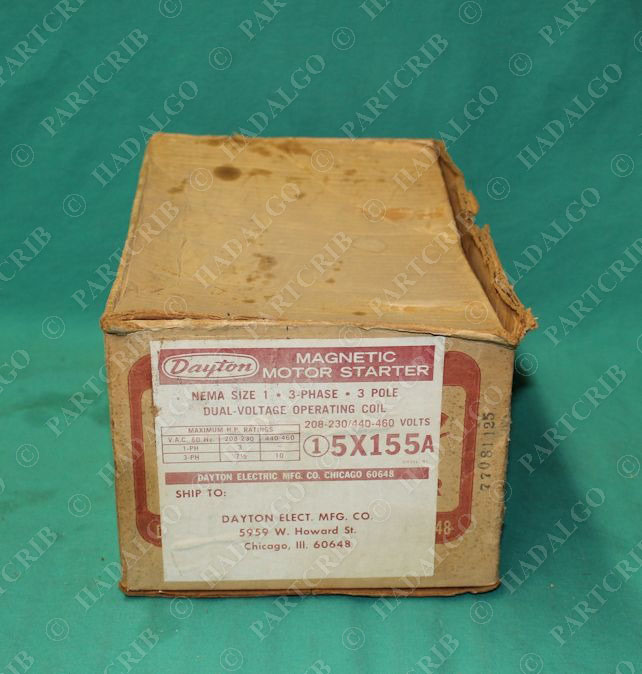 Dayton
MAGNETIC
MOTOR STARTER
NEMA SIZE 1 • 3-PHASE • 3 POLE
DUAL-VOLTAGE OPERATING COIL
MAXIMUM H.P. RATINGS
V.A.C. 60 Hz. 208-230 440-460
1-PH 3
3-PH 7½ 10
208-230/440-460 VOLTS
① 5X155A
DAYTON ELECTRIC MFG. CO. CHICAGO 60648
SHIP TO:
DAYTON ELECT. MFG. CO.
5959 W. Howard St.
Chicago, Ill. 60648
77081125
© PARTCRIB
HADALGO